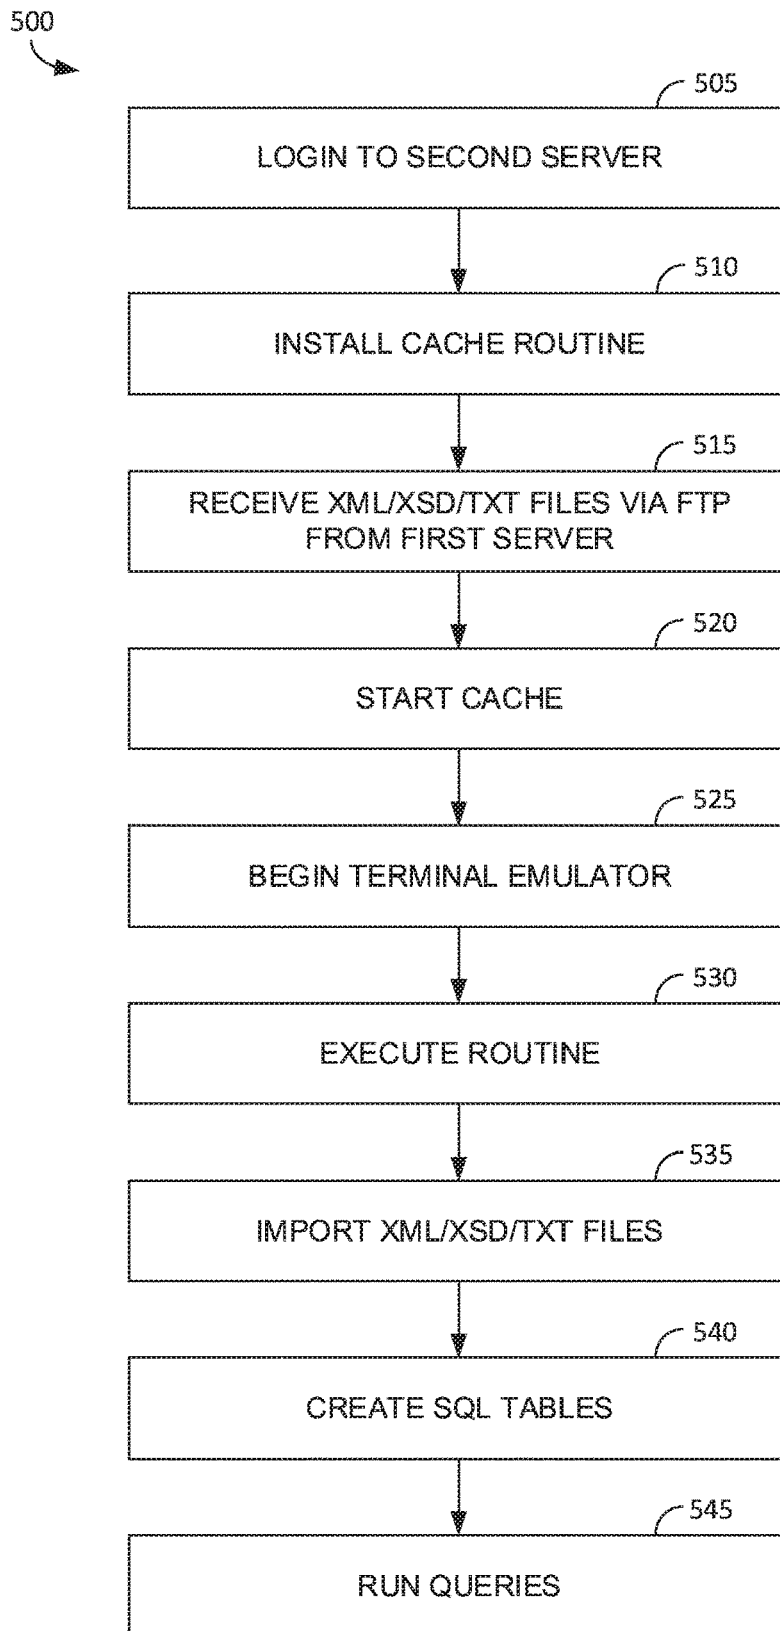 500
505
LOGIN TO SECOND SERVER
510
INSTALL CACHE ROUTINE
515
RECEIVE XML/XSD/TXT FILES VIA FTP
FROM FIRST SERVER
520
START CACHE
525
BEGIN TERMINAL EMULATOR
530
EXECUTE ROUTINE
535
IMPORT XML/XSD/TXT FILES
540
CREATE SQL TABLES
545
RUN QUERIES